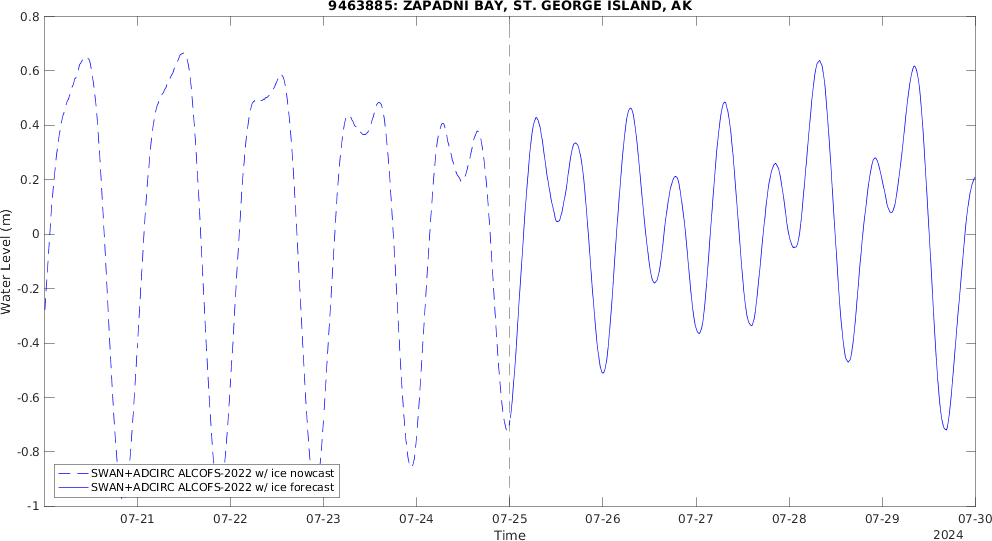 9463885: ZAPADNI BAY, ST. GEORGE ISLAND, AK
0.8
0.6
0.4
0.2
0
-0.2
-0.4
-0.6
-0.8
-1
Water Level (m)
SWAN+ADCIRC ALCOFS-2022 w/ ice nowcast
SWAN+ADCIRC ALCOFS-2022 w/ ice forecast
07-21 07-22 07-23 07-24 07-25 07-26 07-27 07-28 07-29 07-30
Time
2024